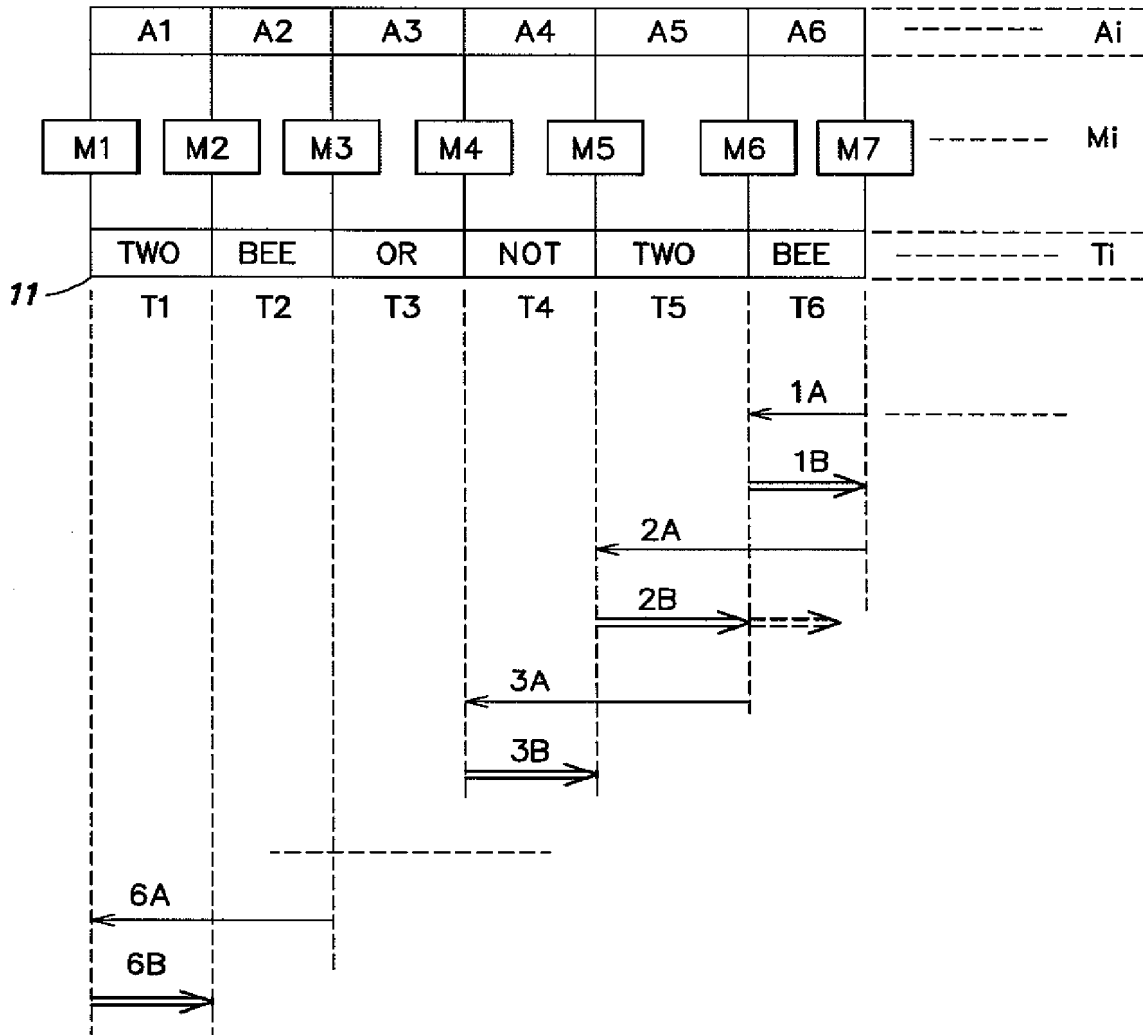 A1 A2 A3 A4 A5 A6 Ai
M1 M2 M3 M4 M5 M6 M7 Mi
TWO BEE OR NOT TWO BEE Ti
11
T1 T2 T3 T4 T5 T6
1A
1B
2A
2B
3A
3B
6A
6B